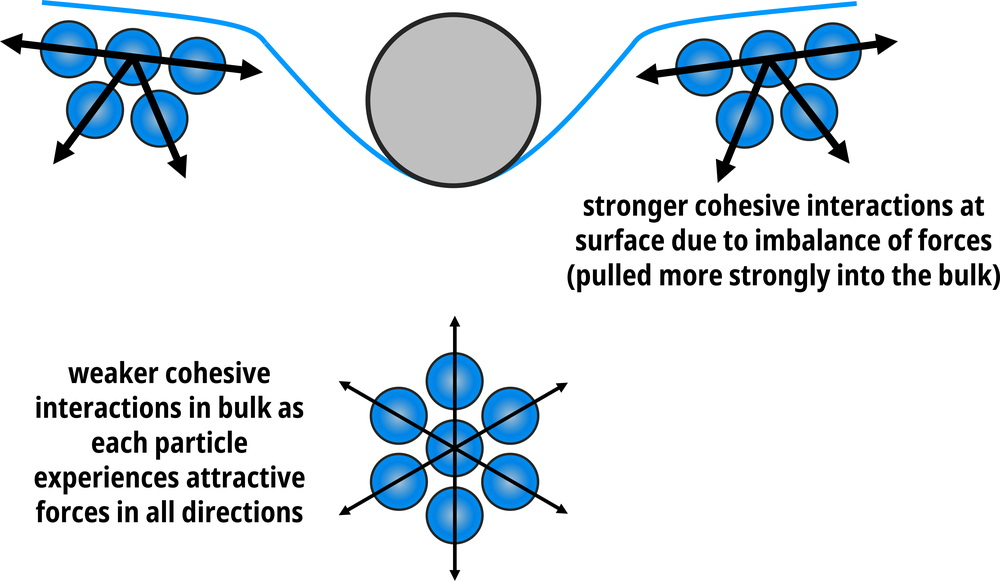 stronger cohesive interactions at
surface due to imbalance of forces
(pulled more strongly into the bulk)
weaker cohesive
interactions in bulk as
each particle
experiences attractive
forces in all directions